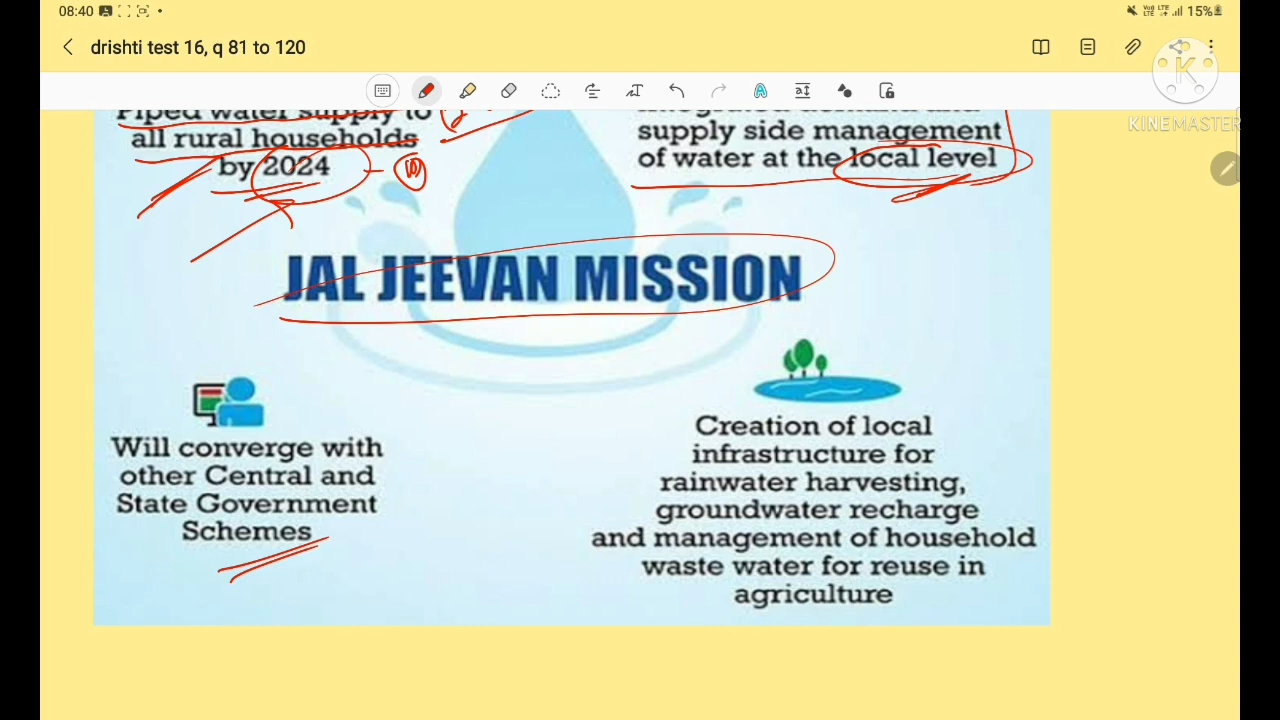 08:40
LTE
15%
drishti test 16, q 81 to 120
K
KINEMASTER
Piped water supply to
all rural households
by 2024
supply side management
of water at the local level
JAL JEEVAN MISSION
Will converge with
other Central and
State Government
Schemes
Creation of local
infrastructure for
rainwater harvesting,
groundwater recharge
and management of household
waste water for reuse in
agriculture